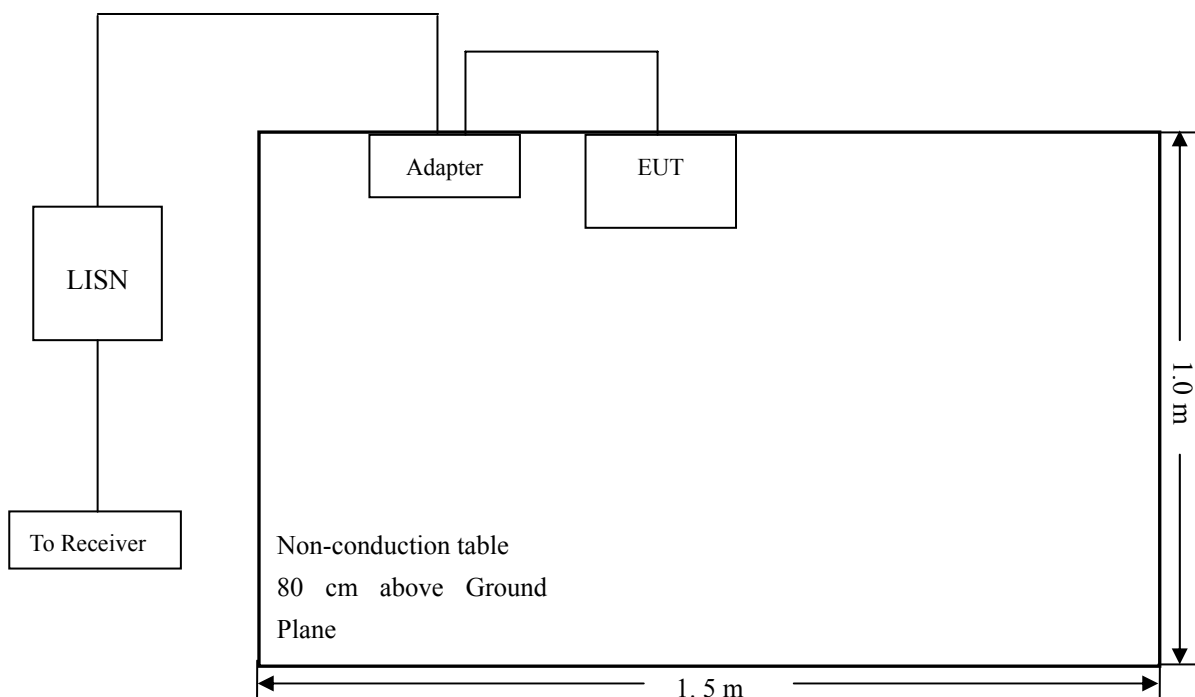 Adapter
EUT
LISN
To Receiver
Non-conduction table
80 cm above Ground
Plane
1.0 m
1. 5 m